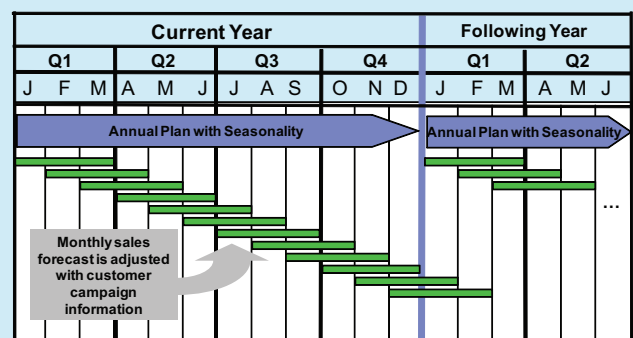 Current Year Following Year
Q1 Q2 Q3 Q4 Q1 Q2
J F M A M J J A S O N D J F M A M J
Annual Plan with Seasonality Annual Plan with Seasonality
...
Monthly sales
forecast is adjusted
with customer
campaign
information